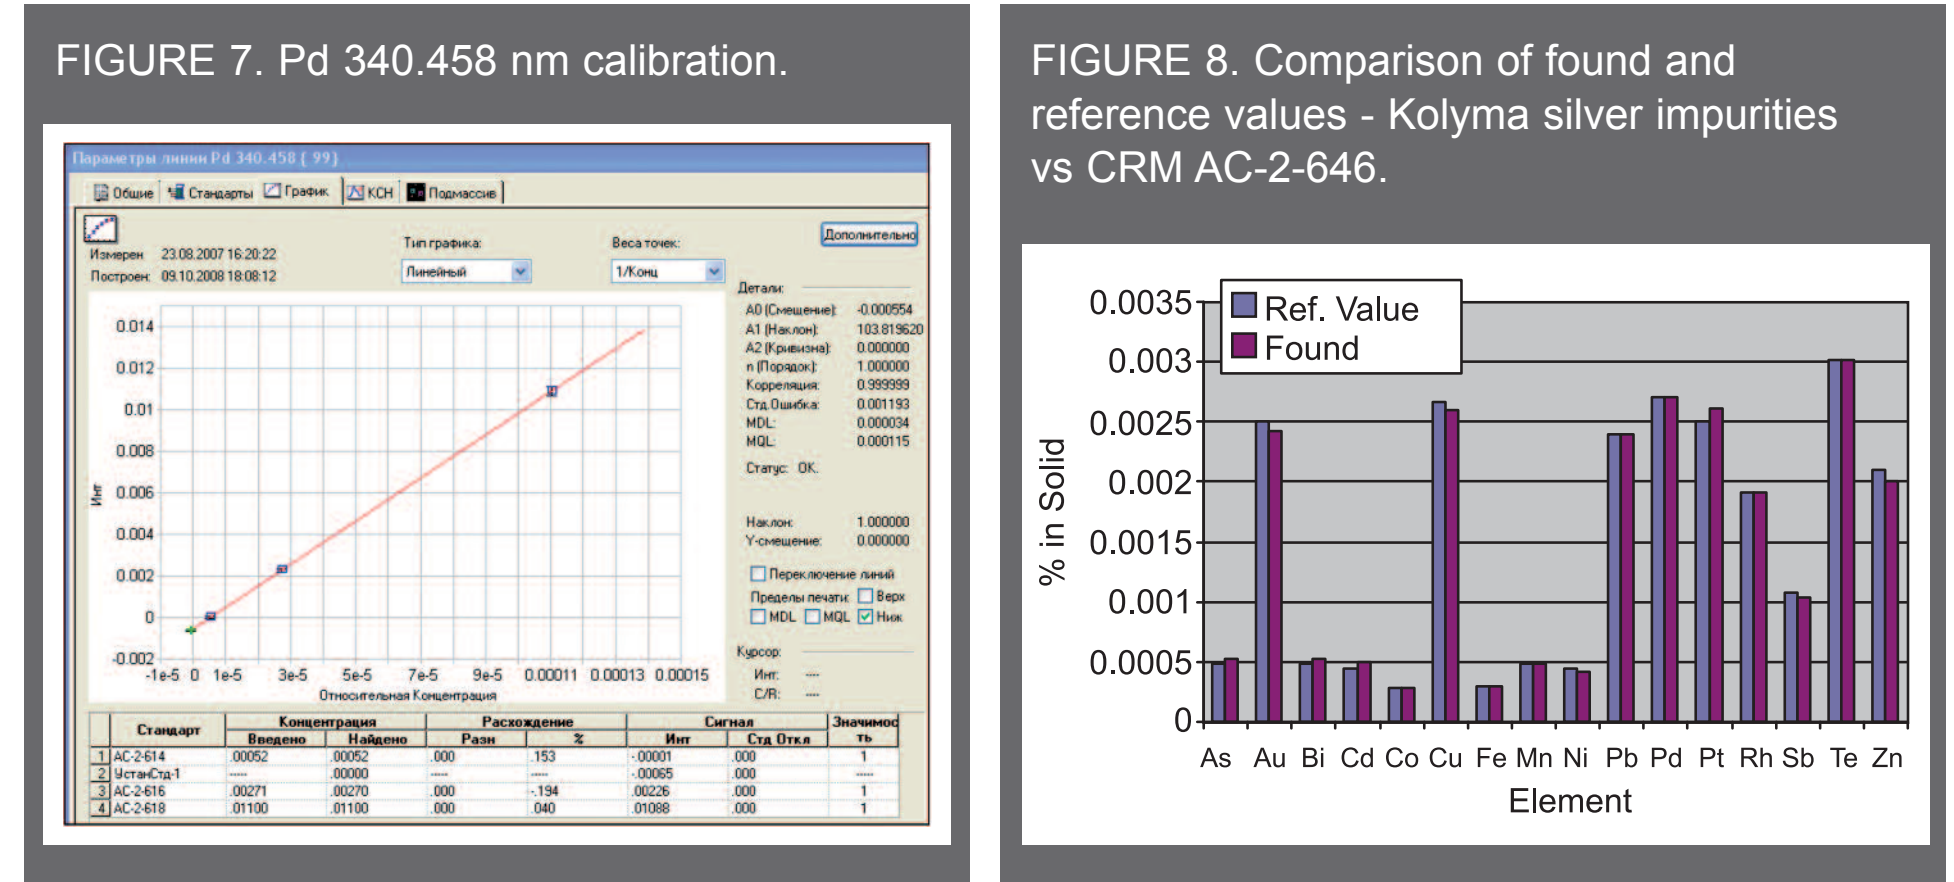 FIGURE 7. Pd 340.458 nm calibration.
Параметры линии Pd 340.458 { 99}
Общие Стандарты График КСН Подмассив
Дополнительно
Измерен 23.08.2007 16:20:22
Построен: 09.10.2008 18:08:12
Тип графика:
Линейный
Веса точек:
1/Конц
Детали:
A0 (Смещение): -0.000554
A1 (Наклон): 103.819620
A2 (Кривизна): 0.000000
n (Порядок): 1.000000
Корреляция: 0.999999
Стд.Ошибка: 0.001193
MDL: 0.000034
MQL: 0.000115
Статус: OK.
Наклон: 1.000000
Y-смещение: 0.000000
Переключение линий
Пределы печати: Верх
MDL MQL Ниж
Курсор:
Инт: ----
C/R: ----
Инт
0.014
0.012
0.01
0.008
0.006
0.004
0.002
0
-0.002
-1e-5 0 1e-5 3e-5 5e-5 7e-5 9e-5 0.00011 0.00013 0.00015
Относительная Концентрация
Стандарт Концентрация Расхождение Сигнал Значимос
Введено Найдено Разн % Инт Стд Откл ть
1 AC-2-614 .00052 .00052 .000 .153 -.00001 .000 1
2 УстанСтд-1 ----- .00000 ----- ----- -.00065 .000 -----
3 AC-2-616 .00271 .00270 .000 -.194 .00226 .000 1
4 AC-2-618 .01100 .01100 .000 .040 .01088 .000 1
FIGURE 8. Comparison of found and
reference values - Kolyma silver impurities
vs CRM AC-2-646.
Ref. Value
Found
% in Solid
0.0035
0.003
0.0025
0.002
0.0015
0.001
0.0005
0
As Au Bi Cd Co Cu Fe Mn Ni Pb Pd Pt Rh Sb Te Zn
Element